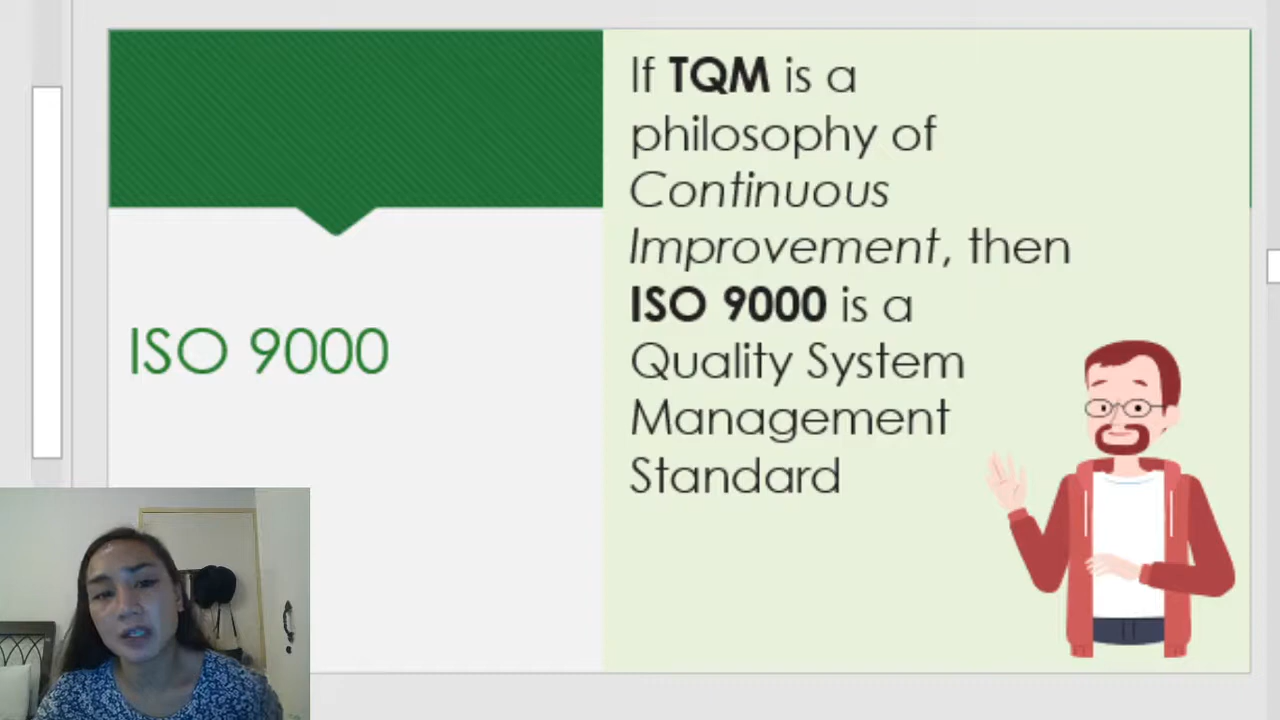 ISO 9000
If TQM is a
philosophy of
Continuous
Improvement, then
ISO 9000 is a
Quality System
Management
Standard